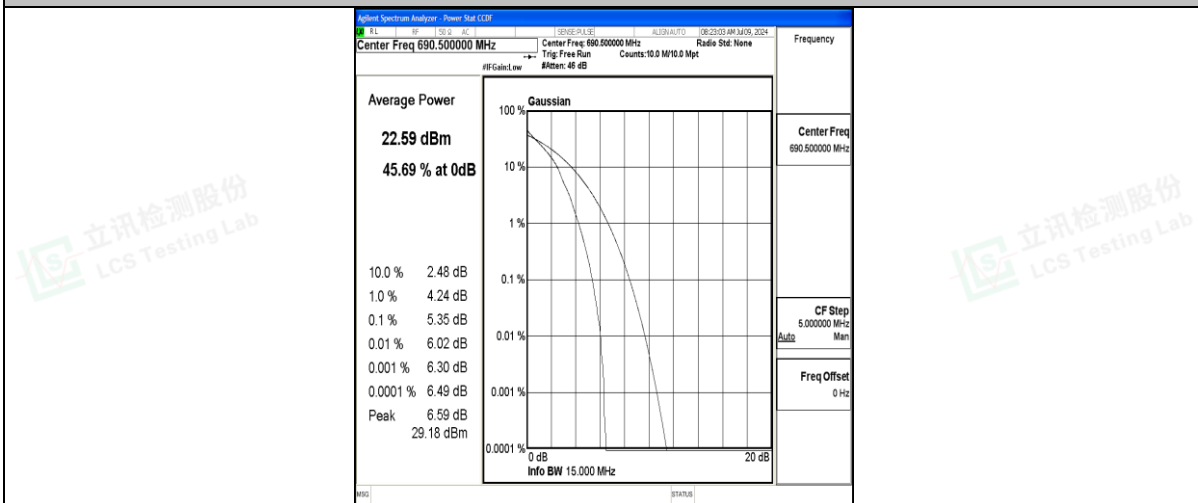 Agilent Spectrum Analyzer - Power Stat CCDF
RL RF 50 Ω AC SENSE:PULSE ALIGN AUTO 08:23:03 AM Jul 09, 2024
Center Freq 690.500000 MHz
Center Freq: 690.500000 MHz Radio Std: None
Trig: Free Run Counts:10.0 M/10.0 Mpt
#IFGain:Low #Atten: 46 dB
Frequency
Average Power
22.59 dBm
45.69 % at 0dB
10.0 % 2.48 dB
1.0 % 4.24 dB
0.1 % 5.35 dB
0.01 % 6.02 dB
0.001 % 6.30 dB
0.0001 % 6.49 dB
Peak 6.59 dB
29.18 dBm
Gaussian
100 %
10 %
1 %
0.1 %
0.01 %
0.001 %
0.0001 %
0 dB 20 dB
Info BW 15.000 MHz
Center Freq
690.500000 MHz
CF Step
5.000000 MHz
Auto Man
Freq Offset
0 Hz
MSG STATUS
立讯检测股份
LCS Testing Lab
立讯检测股份
LCS Testing Lab